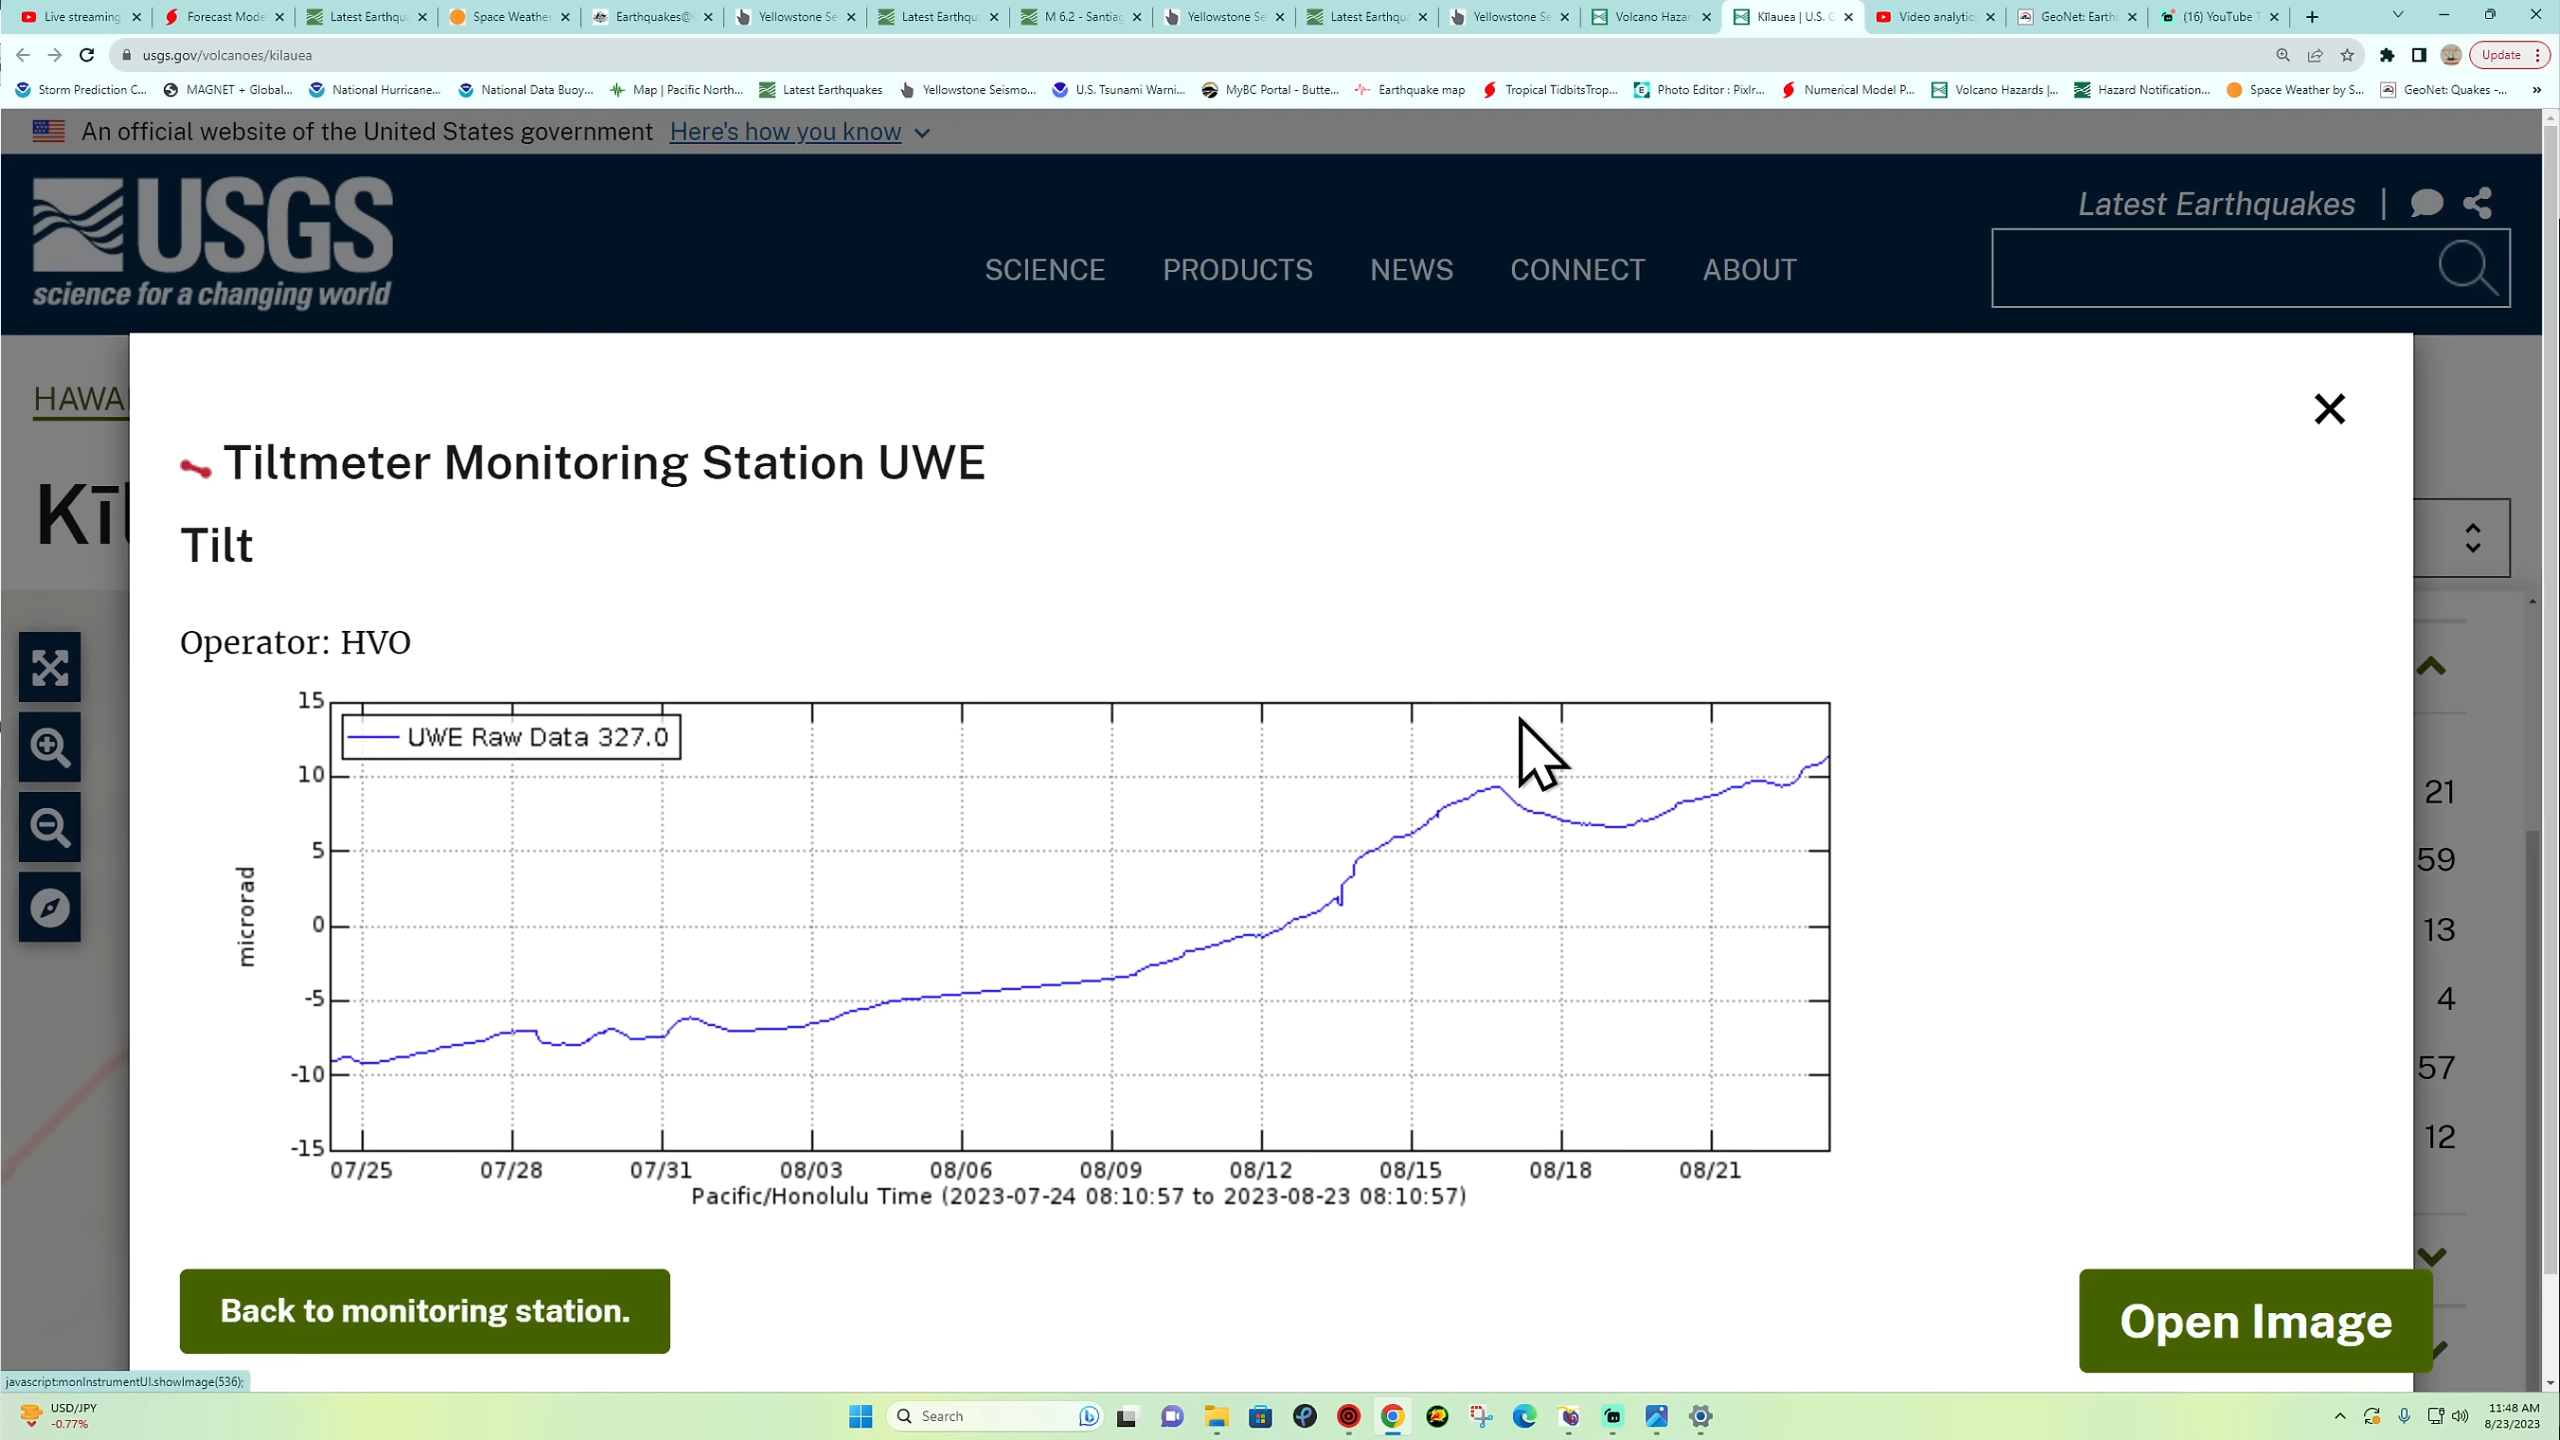 Live streaming
Forecast Mode
Latest Earthqu
Space Weather
Earthquakes@
Yellowstone Se
Latest Earthqu
M 6.2 - Santiag
Yellowstone Se
Latest Earthqu
Yellowstone Se
Volcano Hazar
Kīlauea | U.S. G
Video analytic
GeoNet: Earth
(16) YouTube
usgs.gov/volcanoes/kilauea
Update
Storm Prediction C...
MAGNET + Global...
National Hurricane...
National Data Buoy...
Map | Pacific North...
Latest Earthquakes
Yellowstone Seismo...
U.S. Tsunami Warni...
MyBC Portal - Butte...
Earthquake map
Tropical TidbitsTrop...
Photo Editor : Pixlr...
Numerical Model P...
Volcano Hazards |...
Hazard Notification...
Space Weather by S...
GeoNet: Quakes -...
»
An official website of the United States government Here's how you know
USGS
science for a changing world
Latest Earthquakes |
SCIENCE PRODUCTS NEWS CONNECT ABOUT
HAWA
Kīl
Tiltmeter Monitoring Station UWE
Tilt
Operator: HVO
UWE Raw Data 327.0
15
10
5
0
-5
-10
-15
microrad
07/25 07/28 07/31 08/03 08/06 08/09 08/12 08/15 08/18 08/21
Pacific/Honolulu Time (2023-07-24 08:10:57 to 2023-08-23 08:10:57)
21
59
13
4
57
12
Back to monitoring station.
Open Image
javascript:monInstrumentUI.showImage(536);
USD/JPY
-0.77%
Search
11:48 AM
8/23/2023